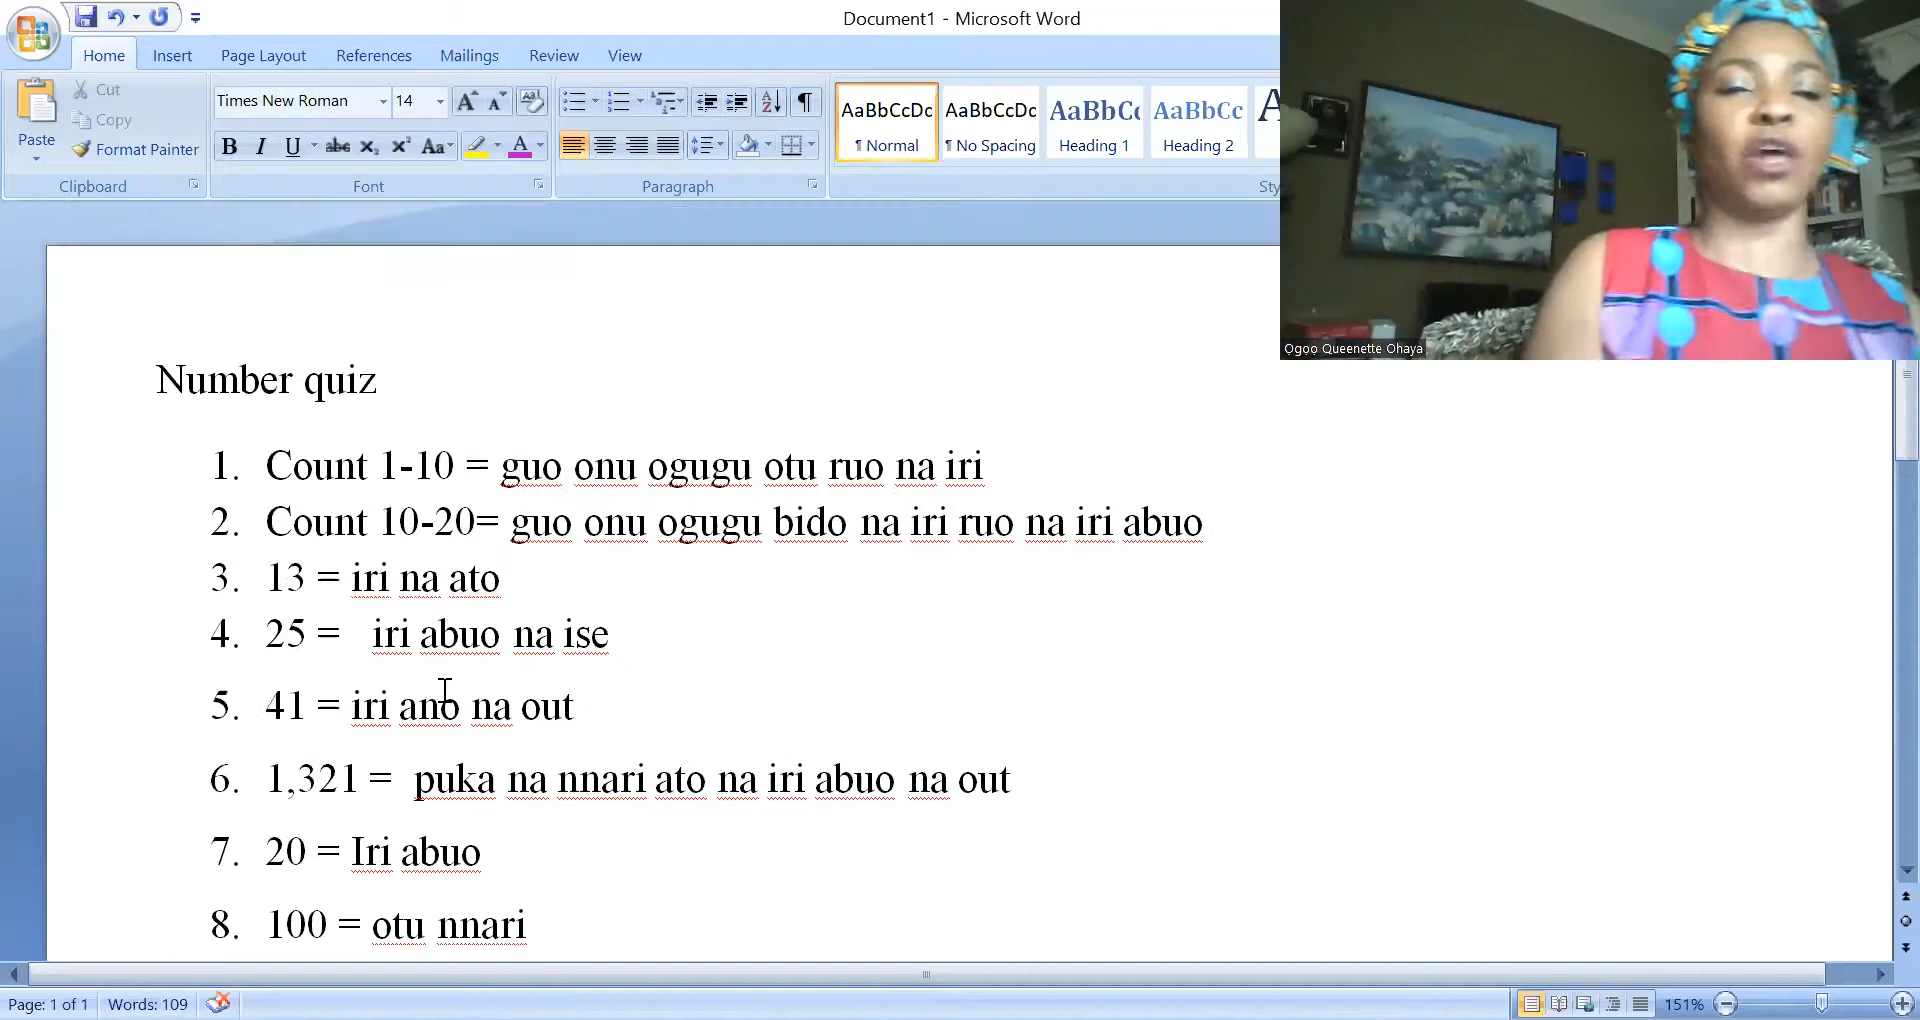 Document1 - Microsoft Word
Home Insert Page Layout References Mailings Review View
Paste
Cut
Copy
Format Painter
Clipboard
Times New Roman 14
B I U abc x₂ x² Aa A
Font
Paragraph
AaBbCcDc AaBbCcDc AaBbCc AaBbCc
¶ Normal ¶ No Spacing Heading 1 Heading 2
Ogoo Queenette Ohaya
Number quiz
1. Count 1-10 = guo onu ogugu otu ruo na iri
2. Count 10-20= guo onu ogugu bido na iri ruo na iri abuo
3. 13 = iri na ato
4. 25 = iri abuo na ise
5. 41 = iri ano na out
6. 1,321 = puka na nnari ato na iri abuo na out
7. 20 = Iri abuo
8. 100 = otu nnari
Page: 1 of 1 Words: 109 151%